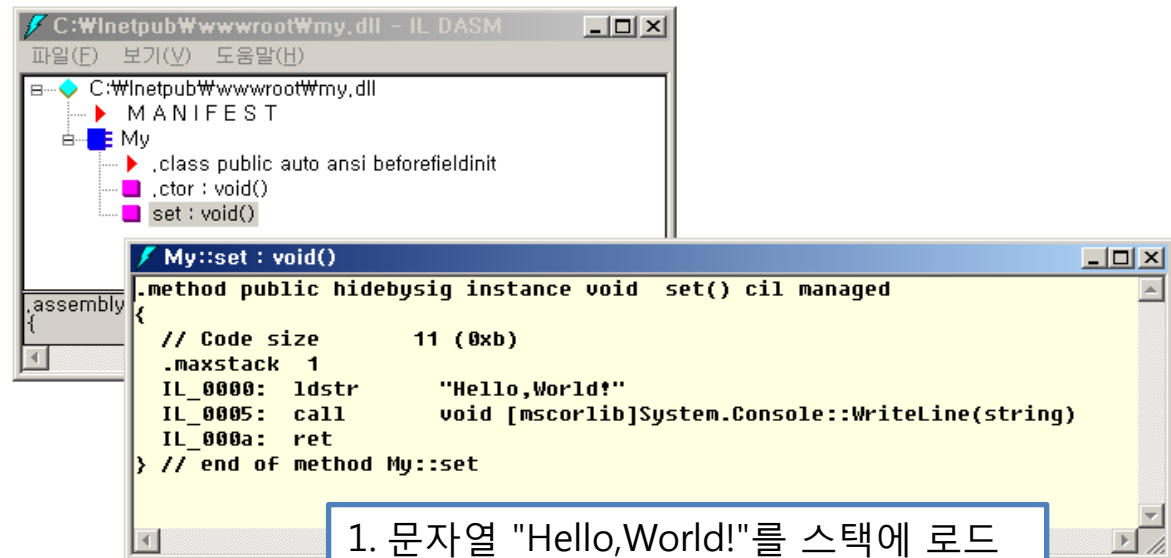 C:\Inetpub\wwwroot\my.dll - IL DASM
파일(F) 보기(V) 도움말(H)
C:₩Inetpub₩wwwroot₩my.dll
M A N I F E S T
My
.class public auto ansi beforefieldinit
.ctor : void()
set : void()
.assembly
{
My::set : void()
.method public hidebysig instance void  set() cil managed
{
// Code size       11 (0xb)
.maxstack  1
IL_0000:  ldstr      "Hello,World!"
IL_0005:  call       void [mscorlib]System.Console::WriteLine(string)
IL_000a:  ret
} // end of method My::set
1. 문자열 "Hello,World!"를 스택에 로드